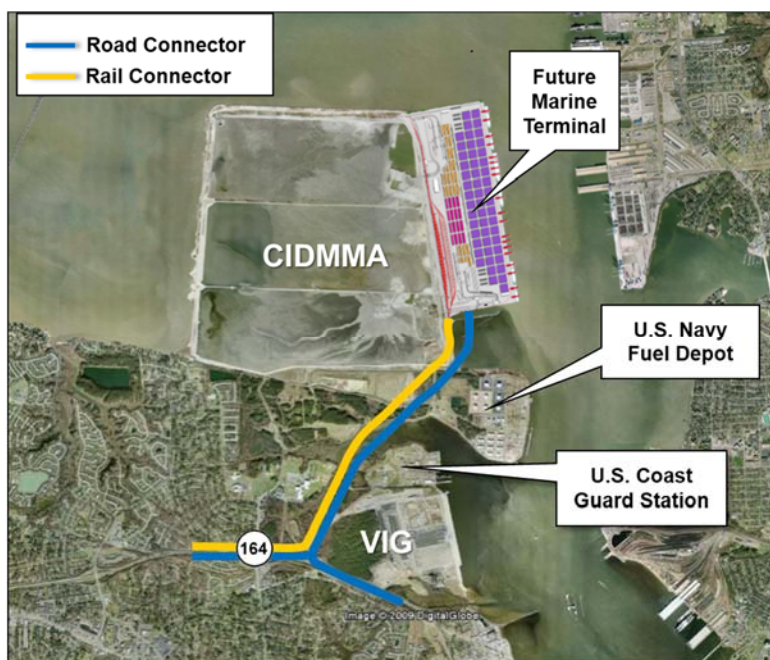 Road Connector
Rail Connector
Future
Marine
Terminal
CIDMMA
U.S. Navy
Fuel Depot
U.S. Coast
Guard Station
164
VIG
Image © 2009 DigitalGlobe